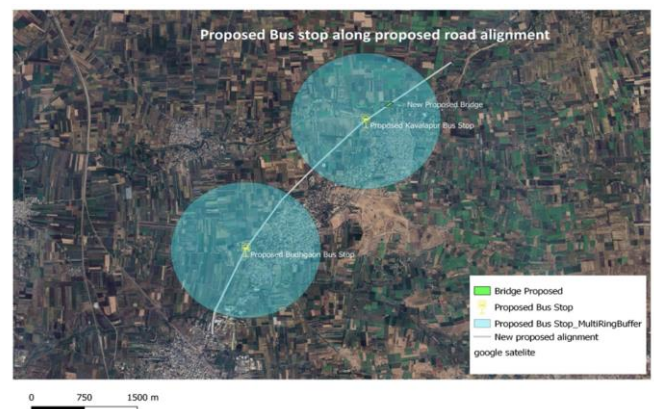 Proposed Bus stop along proposed road alignment
New Proposed Bridge
Proposed Kavalapur Bus Stop
Proposed Budhgaon Bus Stop
Bridge Proposed
Proposed Bus Stop
Proposed Bus Stop_MultiRingBuffer
New proposed alignment
google satelite
0 750 1500 m